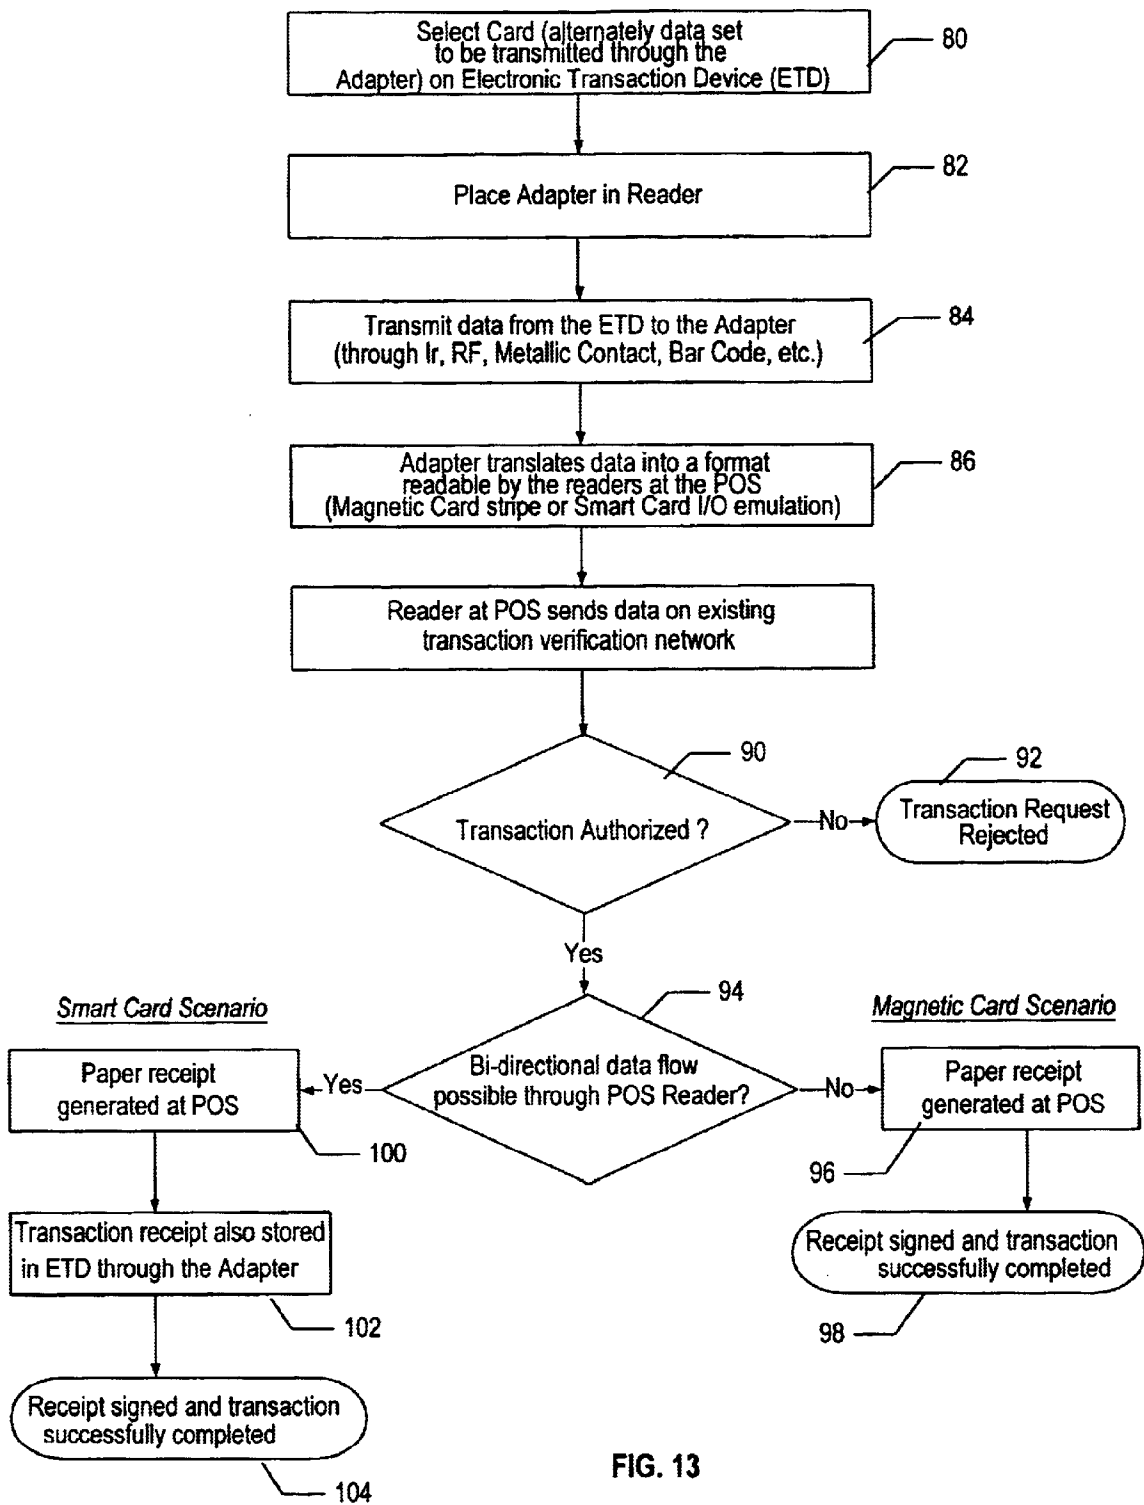 Select Card (alternately data set
to be transmitted through the
Adapter) on Electronic Transaction Device (ETD)
80
Place Adapter in Reader
82
Transmit data from the ETD to the Adapter
(through Ir, RF, Metallic Contact, Bar Code, etc.)
84
Adapter translates data into a format
readable by the readers at the POS
(Magnetic Card stripe or Smart Card I/O emulation)
86
Reader at POS sends data on existing
transaction verification network
90
Transaction Authorized ?
No
92
Transaction Request
Rejected
Yes
94
Bi-directional data flow
possible through POS Reader?
Yes
No
Smart Card Scenario
Paper receipt
generated at POS
100
Transaction receipt also stored
in ETD through the Adapter
102
Receipt signed and transaction
successfully completed
104
Magnetic Card Scenario
Paper receipt
generated at POS
96
Receipt signed and transaction
successfully completed
98
FIG. 13